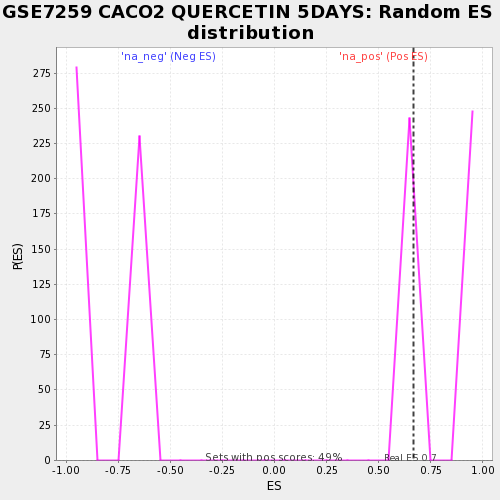 GSE7259 CACO2 QUERCETIN 5DAYS: Random ES
distribution
'na_neg' (Neg ES) 'na_pos' (Pos ES)
275
250
225
200
175
150
125
100
75
50
25
0
P(ES)
Sets with pos scores: 49% Real ES 0.7
-1.00 -0.75 -0.50 -0.25 0.00 0.25 0.50 0.75 1.00
ES